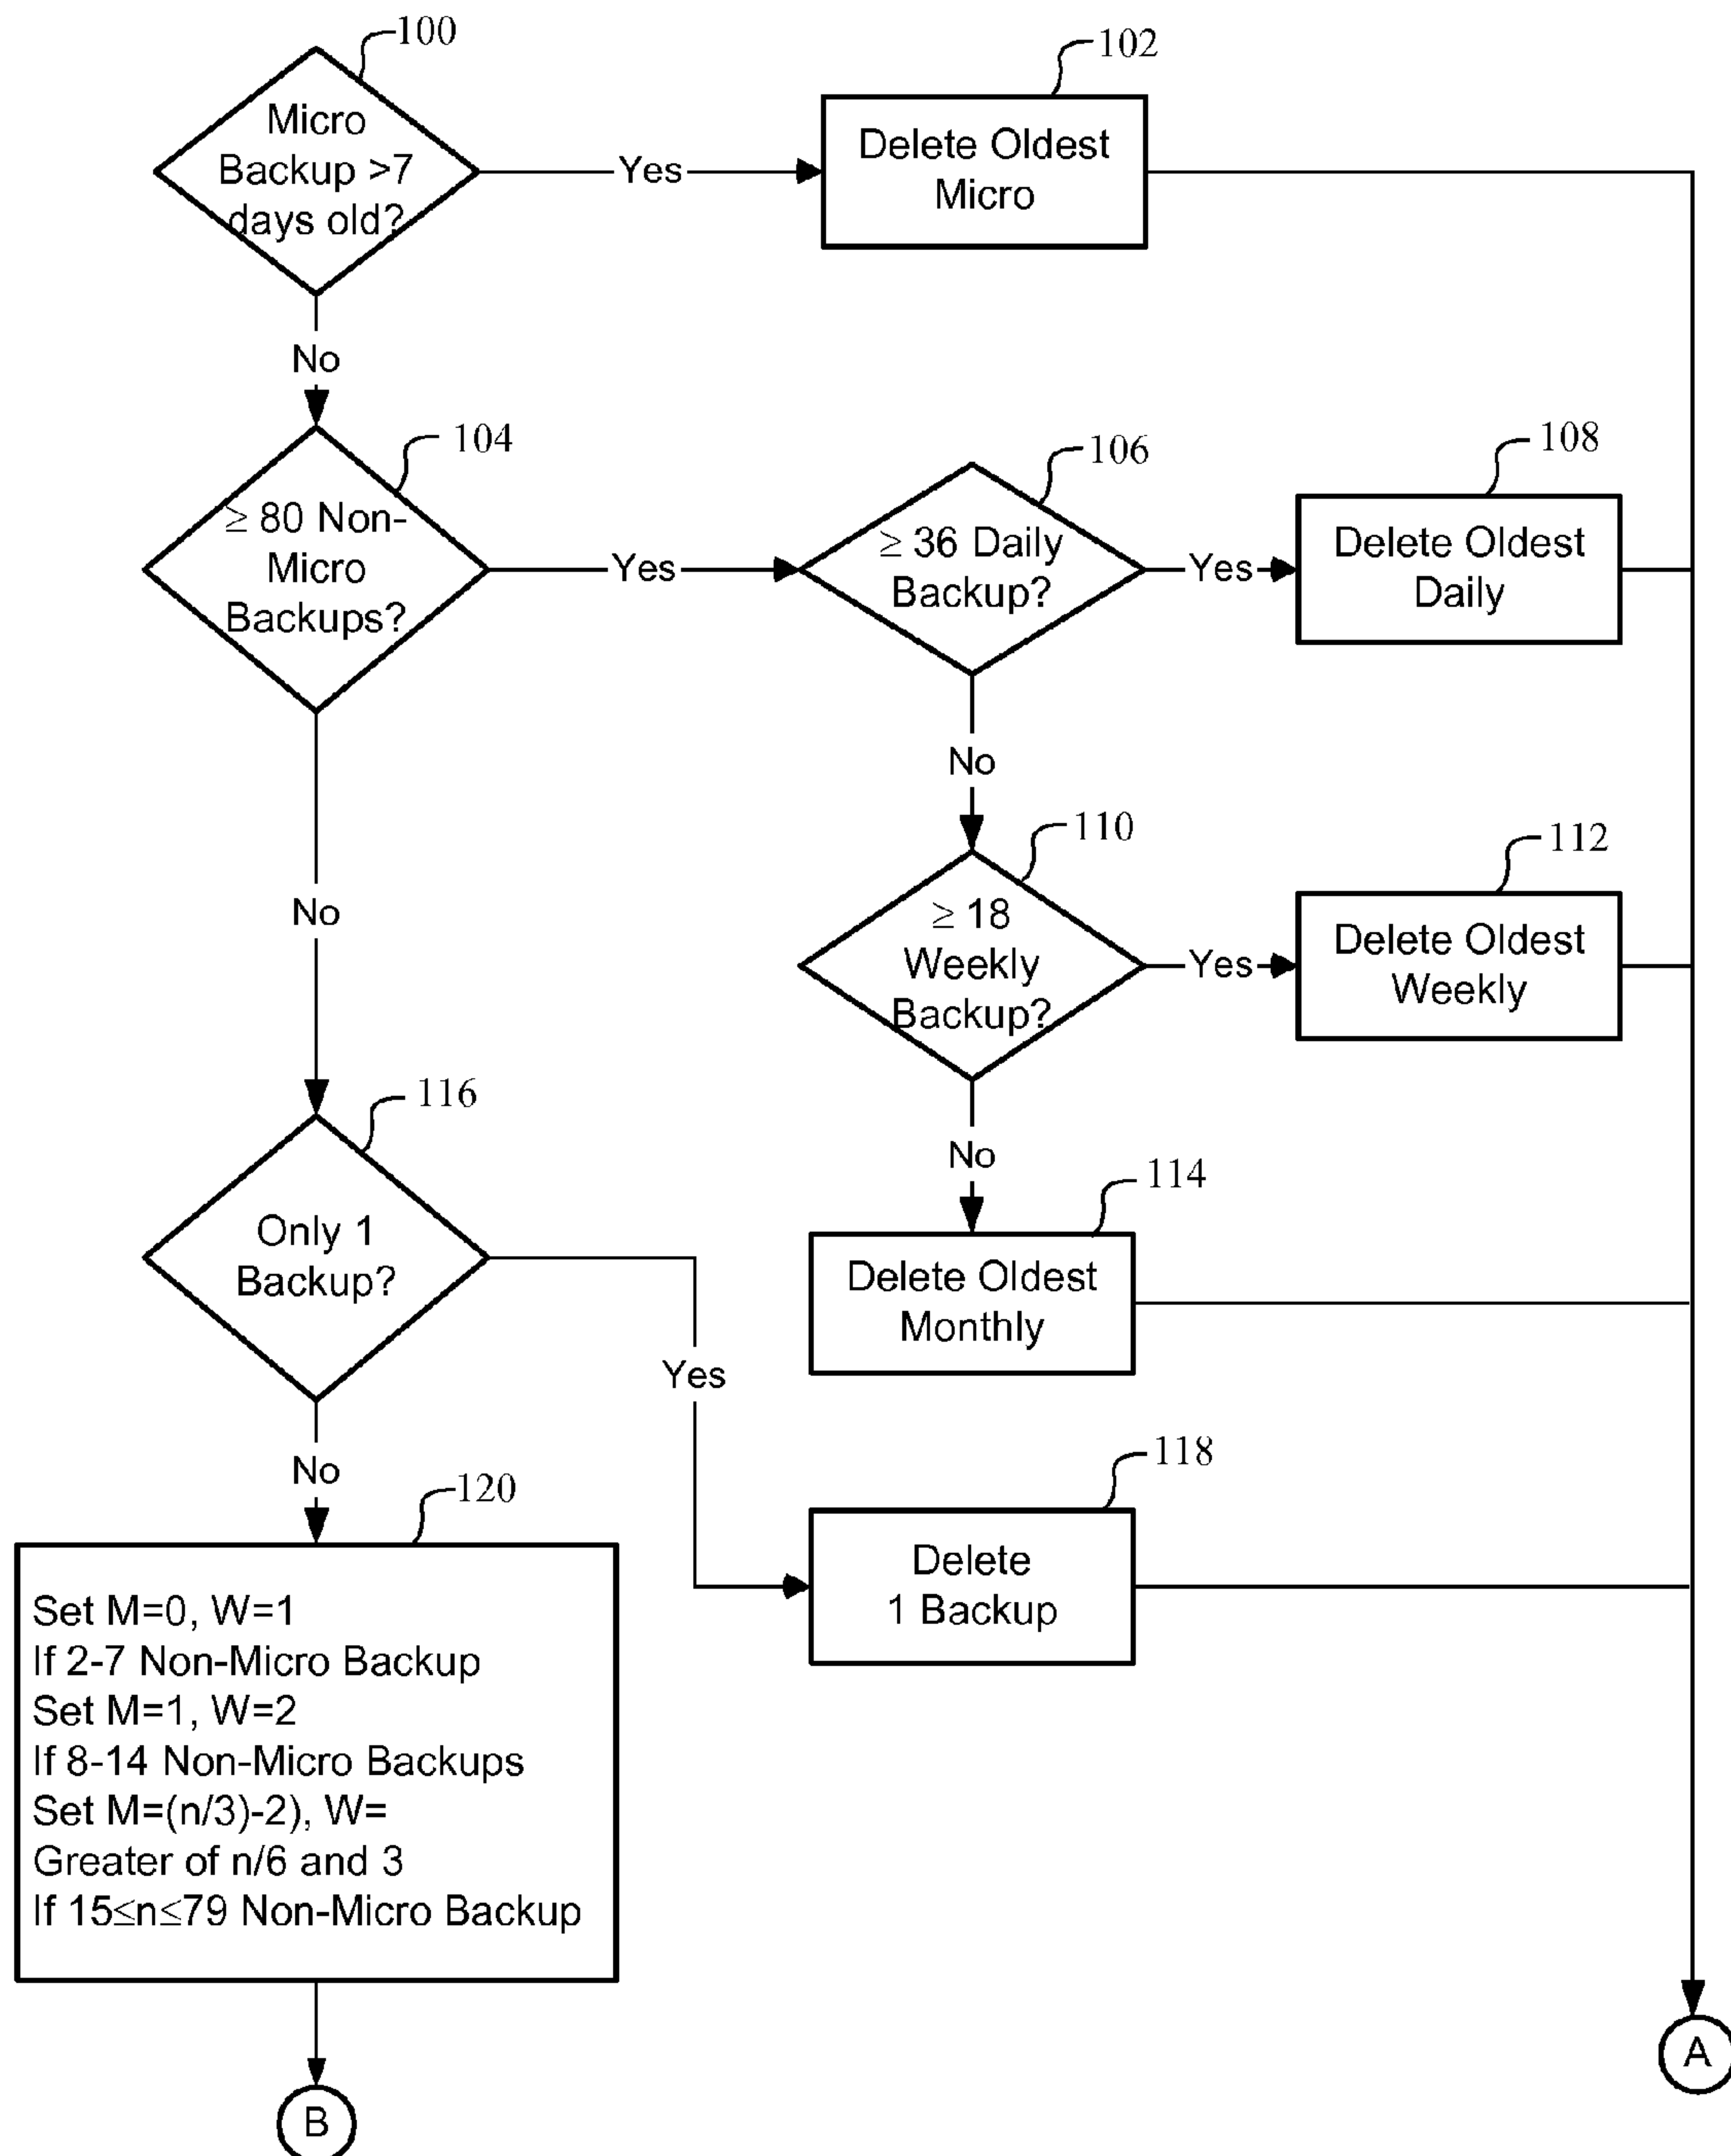 100
Micro
Backup >7
days old?
Yes
102
Delete Oldest
Micro
No
104
≥ 80 Non-
Micro
Backups?
Yes
106
≥ 36 Daily
Backup?
Yes
108
Delete Oldest
Daily
No
110
≥ 18
Weekly
Backup?
Yes
112
Delete Oldest
Weekly
No
114
Delete Oldest
Monthly
No
116
Only 1
Backup?
Yes
118
Delete
1 Backup
No
120
Set M=0, W=1
If 2-7 Non-Micro Backup
Set M=1, W=2
If 8-14 Non-Micro Backups
Set M=(n/3)-2), W=
Greater of n/6 and 3
If 15≤n≤79 Non-Micro Backup
A
B